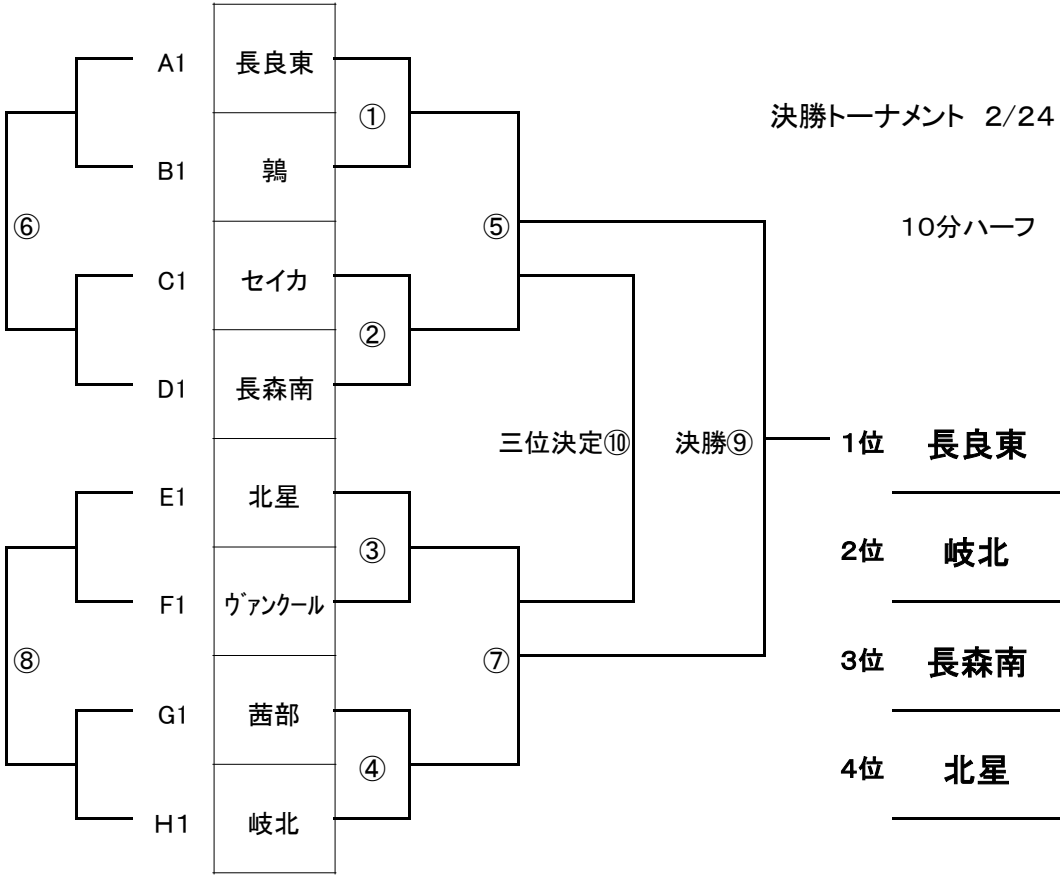 A1 長良東
①
決勝トーナメント 2/24
B1 鶉
⑥ ⑤ 10分ハーフ
C1 セイカ
②
D1 長森南
三位決定⑩ 決勝⑨ 1位 長良東
E1 北星
③ 2位 岐北
F1 ヴァンクール
⑧ ⑦ 3位 長森南
G1 茜部
④ 4位 北星
H1 岐北